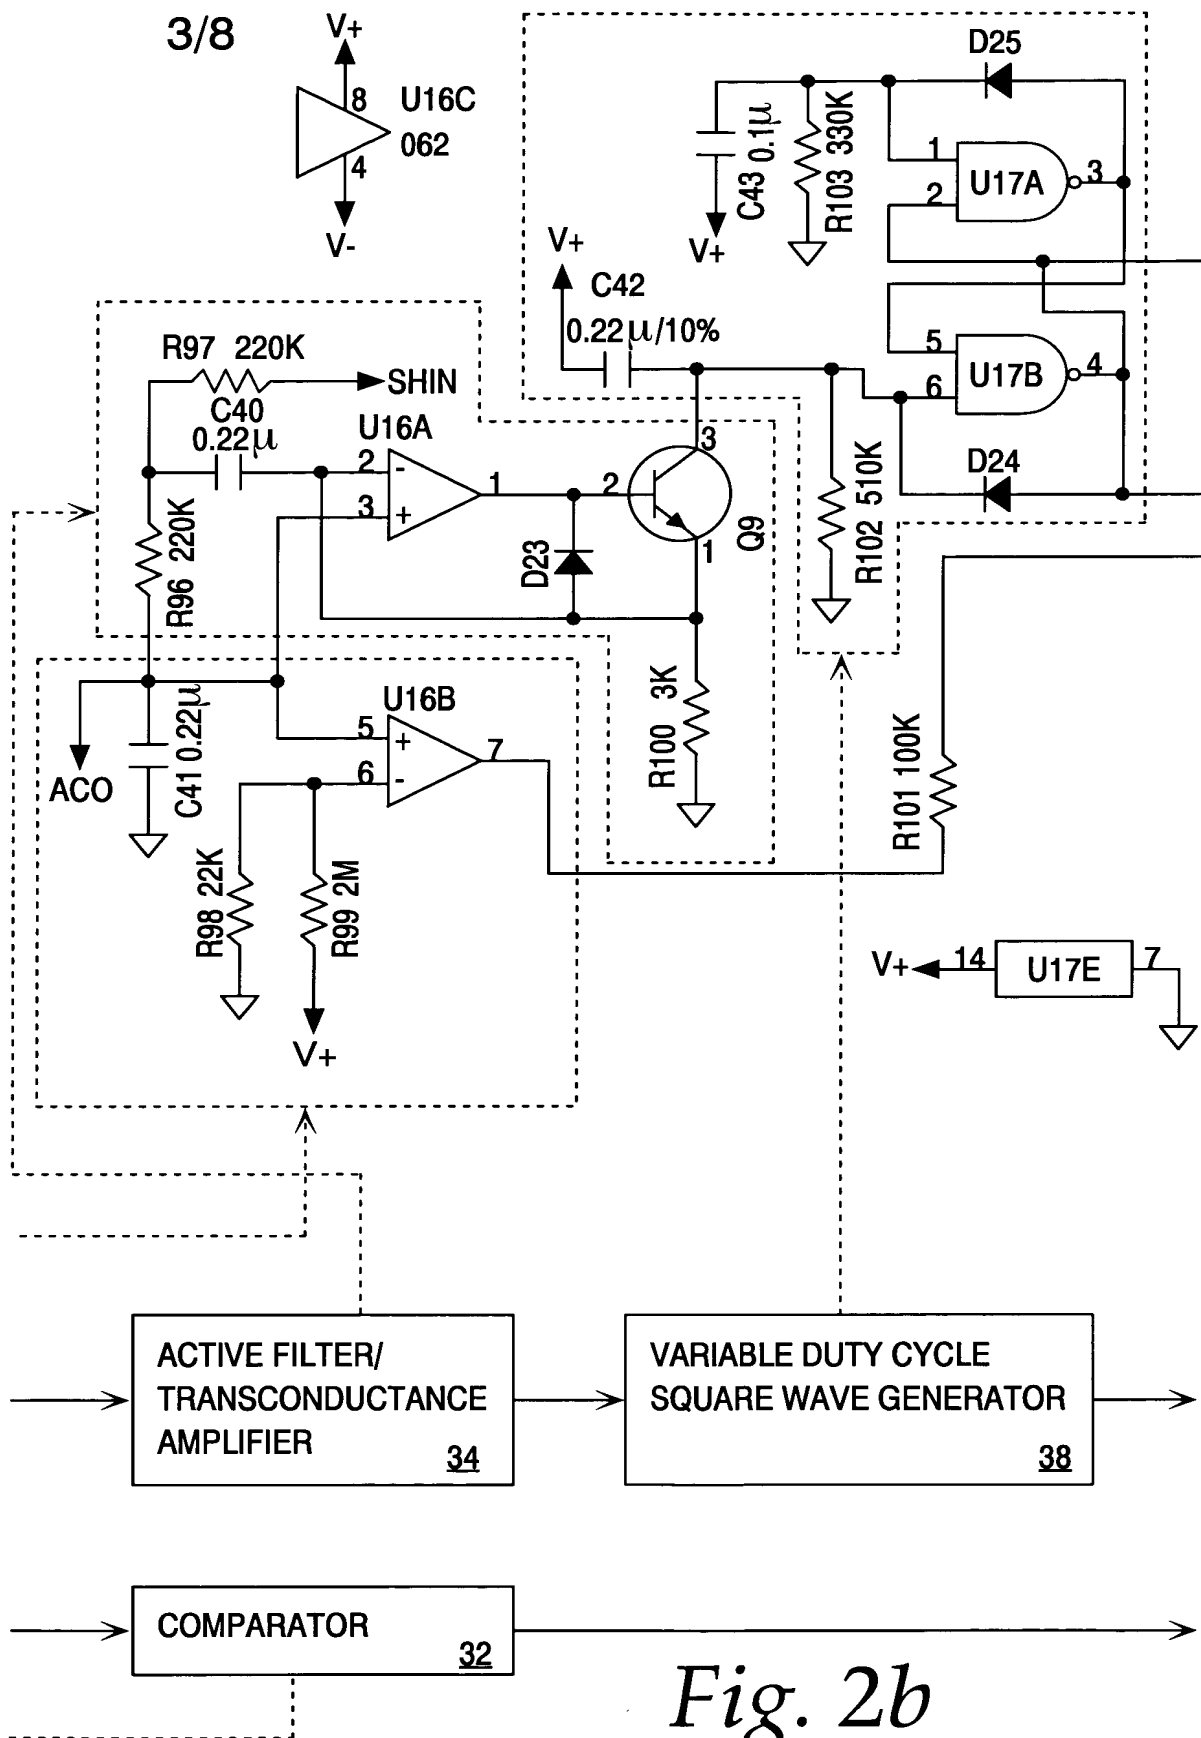 3/8
V+
8
U16C
062
4
V-
D25
C43 0.1µ
R103 330K
V+
1
2
U17A
3
V+
C42
0.22µ/10%
5
6
U17B
4
D24
R97 220K
SHIN
C40
0.22µ
U16A
2
-
3
+
1
2
3
1
Q9
R102 510K
R96 220K
D23
R100 3K
U16B
5
+
6
-
7
ACO
C41 0.22µ
R98 22K
R99 2M
V+
R101 100K
V+
14
U17E
7
ACTIVE FILTER/
TRANSCONDUCTANCE
AMPLIFIER
34
VARIABLE DUTY CYCLE
SQUARE WAVE GENERATOR
38
COMPARATOR
32
Fig. 2b